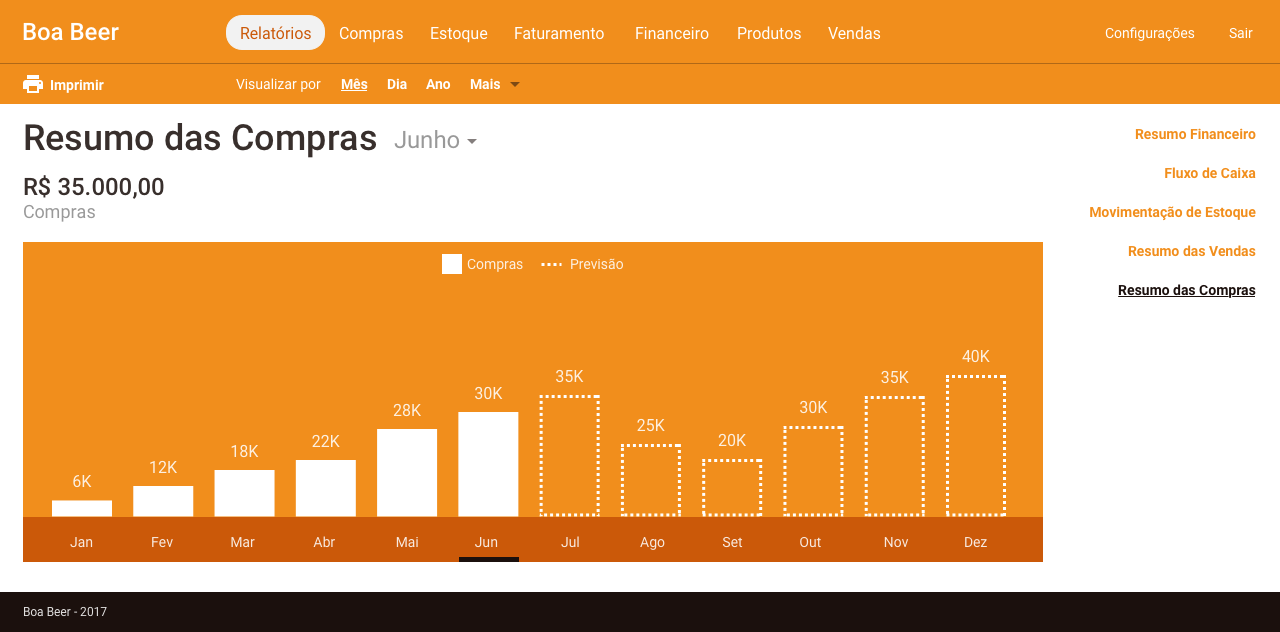 Boa Beer Relatórios Compras Estoque Faturamento Financeiro Produtos Vendas Configurações Sair
Imprimir Visualizar por Mês Dia Ano Mais
Resumo das Compras Junho
R$ 35.000,00
Compras
Resumo Financeiro
Fluxo de Caixa
Movimentação de Estoque
Resumo das Vendas
Resumo das Compras
Compras Previsão
6K 12K 18K 22K 28K 30K 35K 25K 20K 30K 35K 40K
Jan Fev Mar Abr Mai Jun Jul Ago Set Out Nov Dez
Boa Beer - 2017